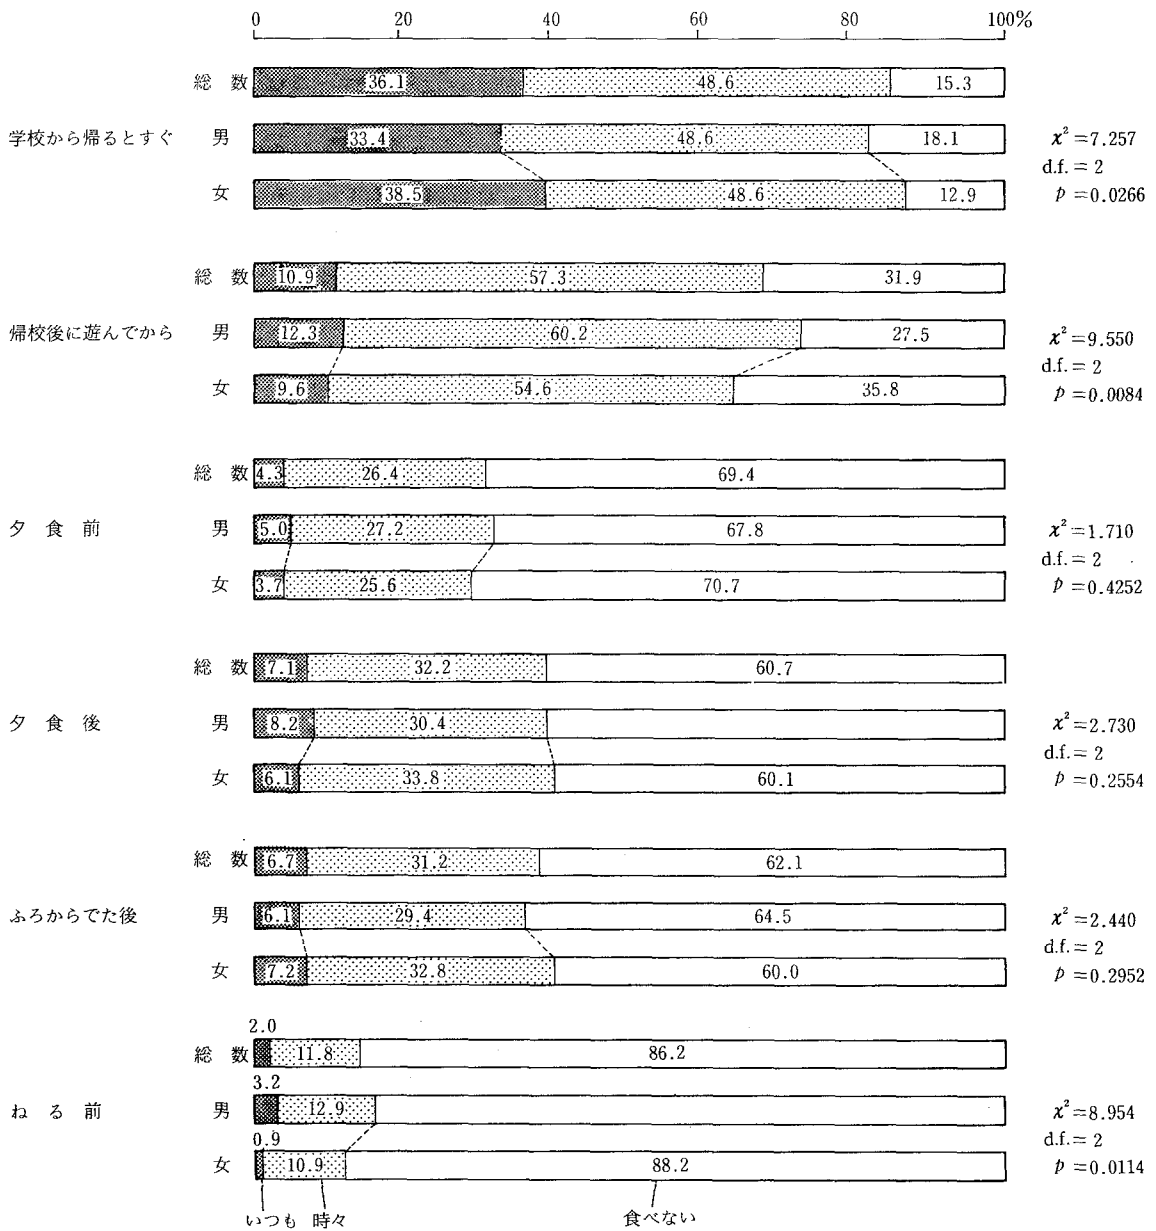 0 20 40 60 80 100%
総数 36.1 48.6 15.3
学校から帰るとすぐ 男 33.4 48.6 18.1
女 38.5 48.6 12.9
χ²=7.257
d.f.=2
p=0.0266
総数 10.9 57.3 31.9
帰校後に遊んでから 男 12.3 60.2 27.5
女 9.6 54.6 35.8
χ²=9.550
d.f.=2
p=0.0084
総数 4.3 26.4 69.4
夕食前 男 5.0 27.2 67.8
女 3.7 25.6 70.7
χ²=1.710
d.f.=2
p=0.4252
総数 7.1 32.2 60.7
夕食後 男 8.2 30.4
女 6.1 33.8 60.1
χ²=2.730
d.f.=2
p=0.2554
総数 6.7 31.2 62.1
ふろからでた後 男 6.1 29.4 64.5
女 7.2 32.8 60.0
χ²=2.440
d.f.=2
p=0.2952
総数 2.0 11.8 86.2
ねる前 男 3.2 12.9
女 0.9 10.9 88.2
χ²=8.954
d.f.=2
p=0.0114
いつも 時々 食べない